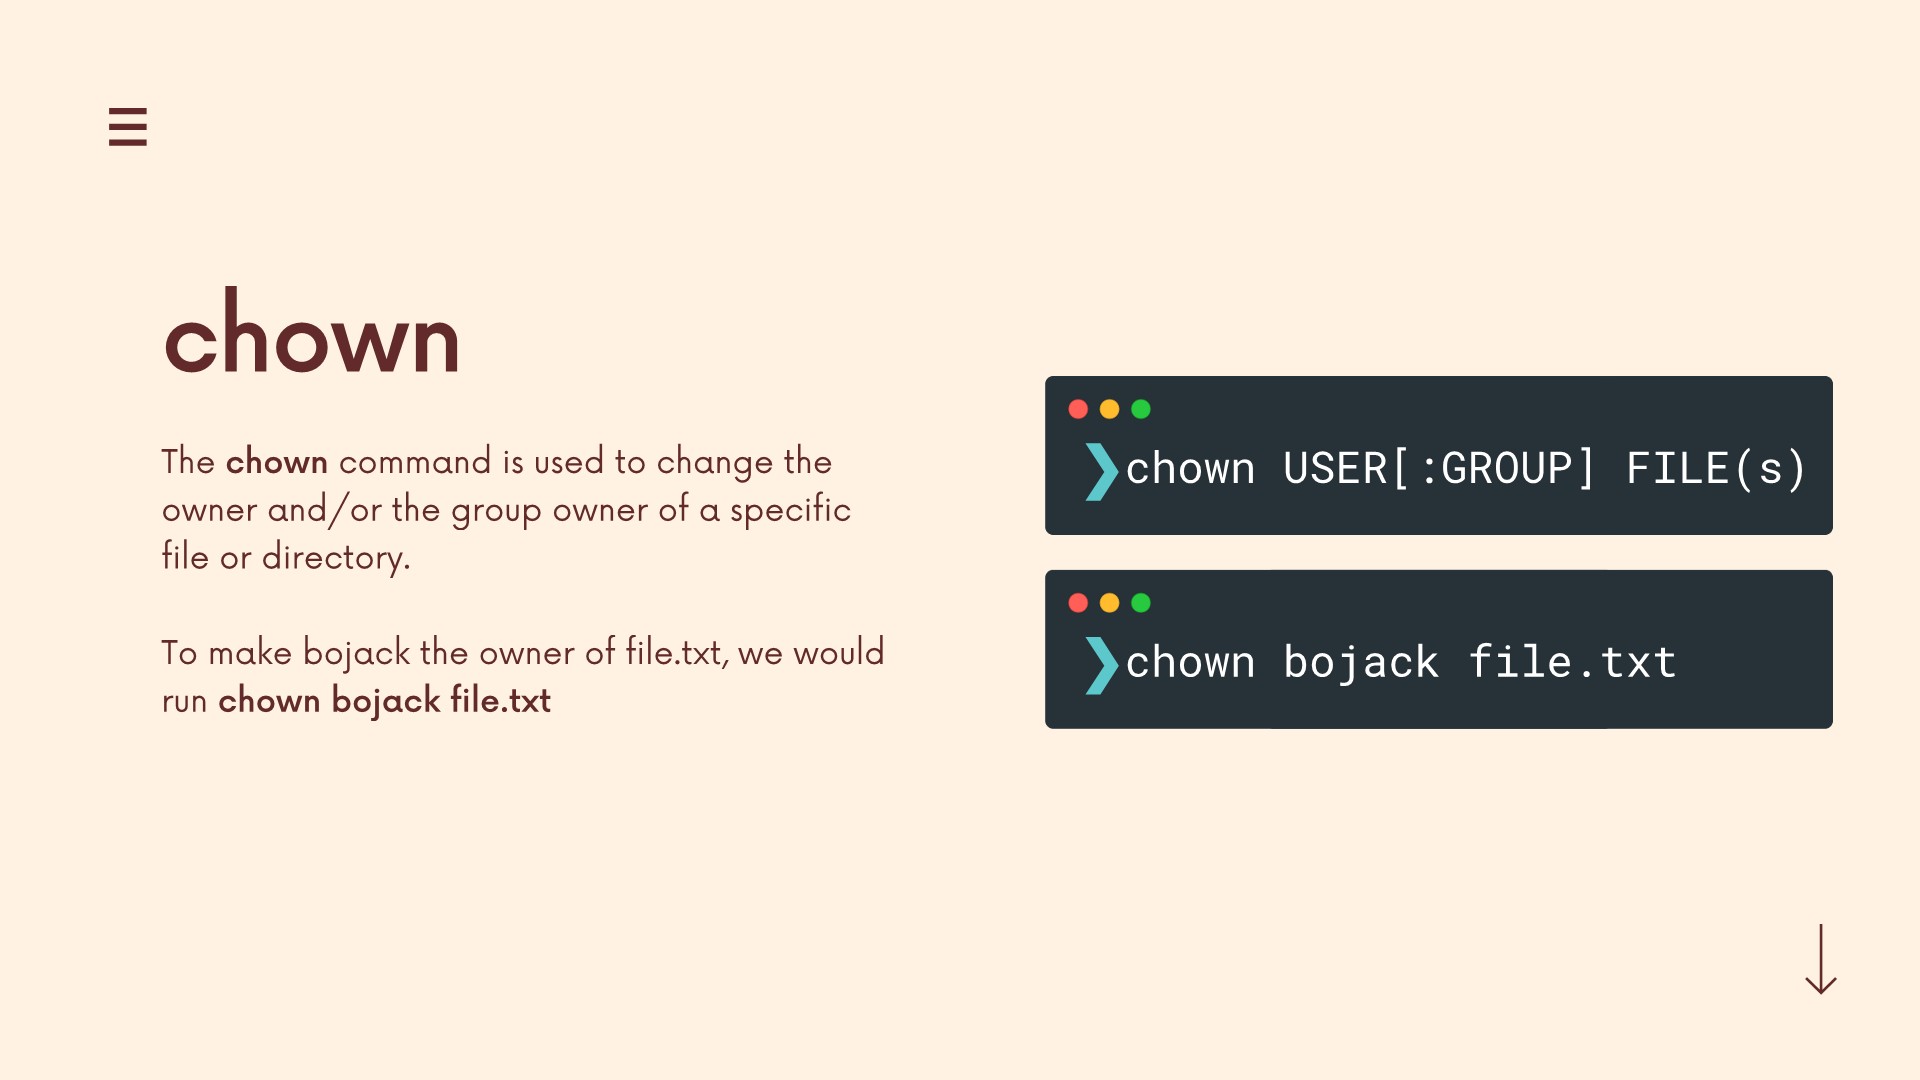 chown
The chown command is used to change the
owner and/or the group owner of a specific
file or directory.
To make bojack the owner of file.txt, we would
run chown bojack file.txt
❯chown USER[:GROUP] FILE(s)
❯chown bojack file.txt